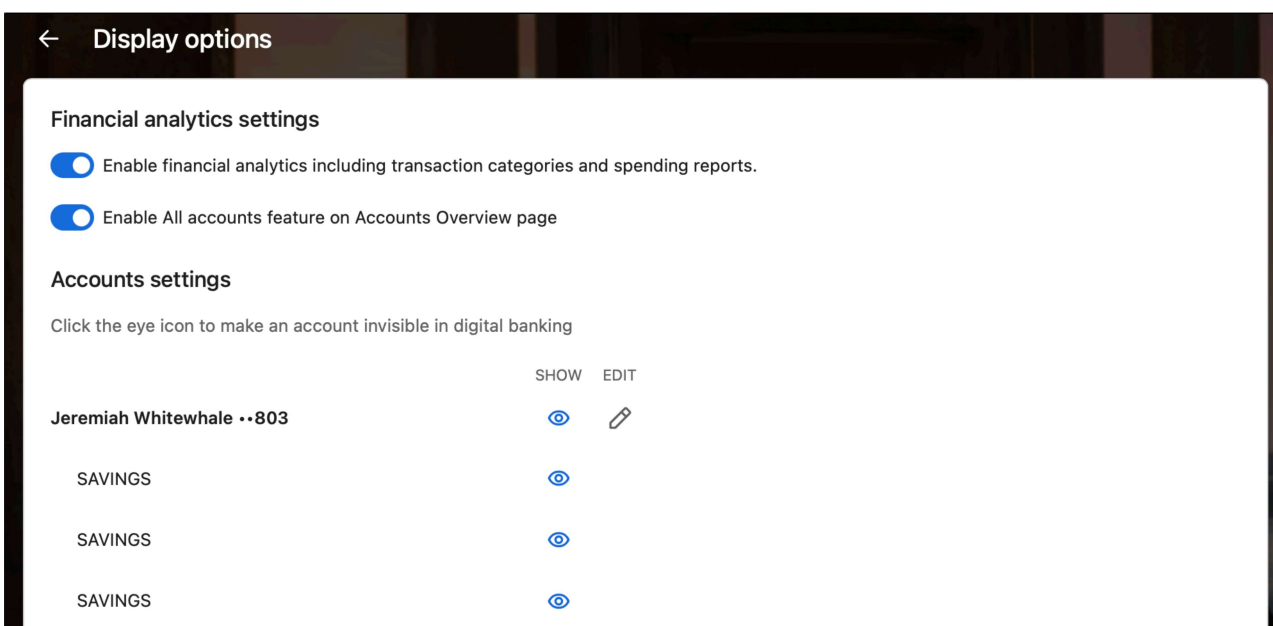 Display options
Financial analytics settings
Enable financial analytics including transaction categories and spending reports.
Enable All accounts feature on Accounts Overview page
Accounts settings
Click the eye icon to make an account invisible in digital banking
SHOW EDIT
Jeremiah Whitewhale ••803
SAVINGS
SAVINGS
SAVINGS